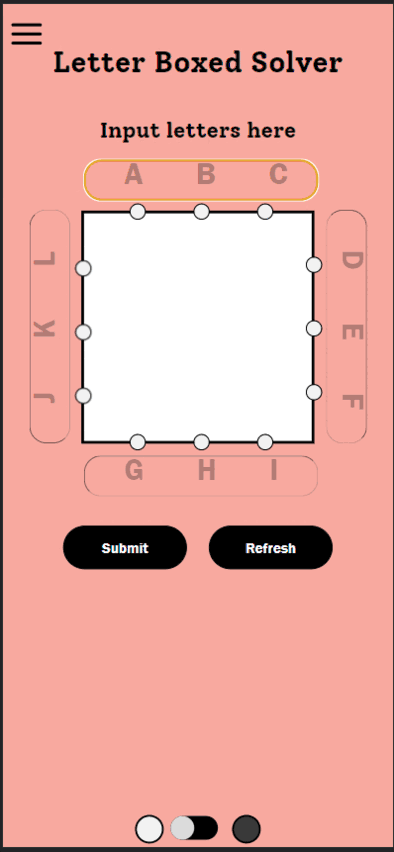 Letter Boxed Solver
Input letters here
A B C
L
K
J
D
E
F
G H I
Submit Refresh